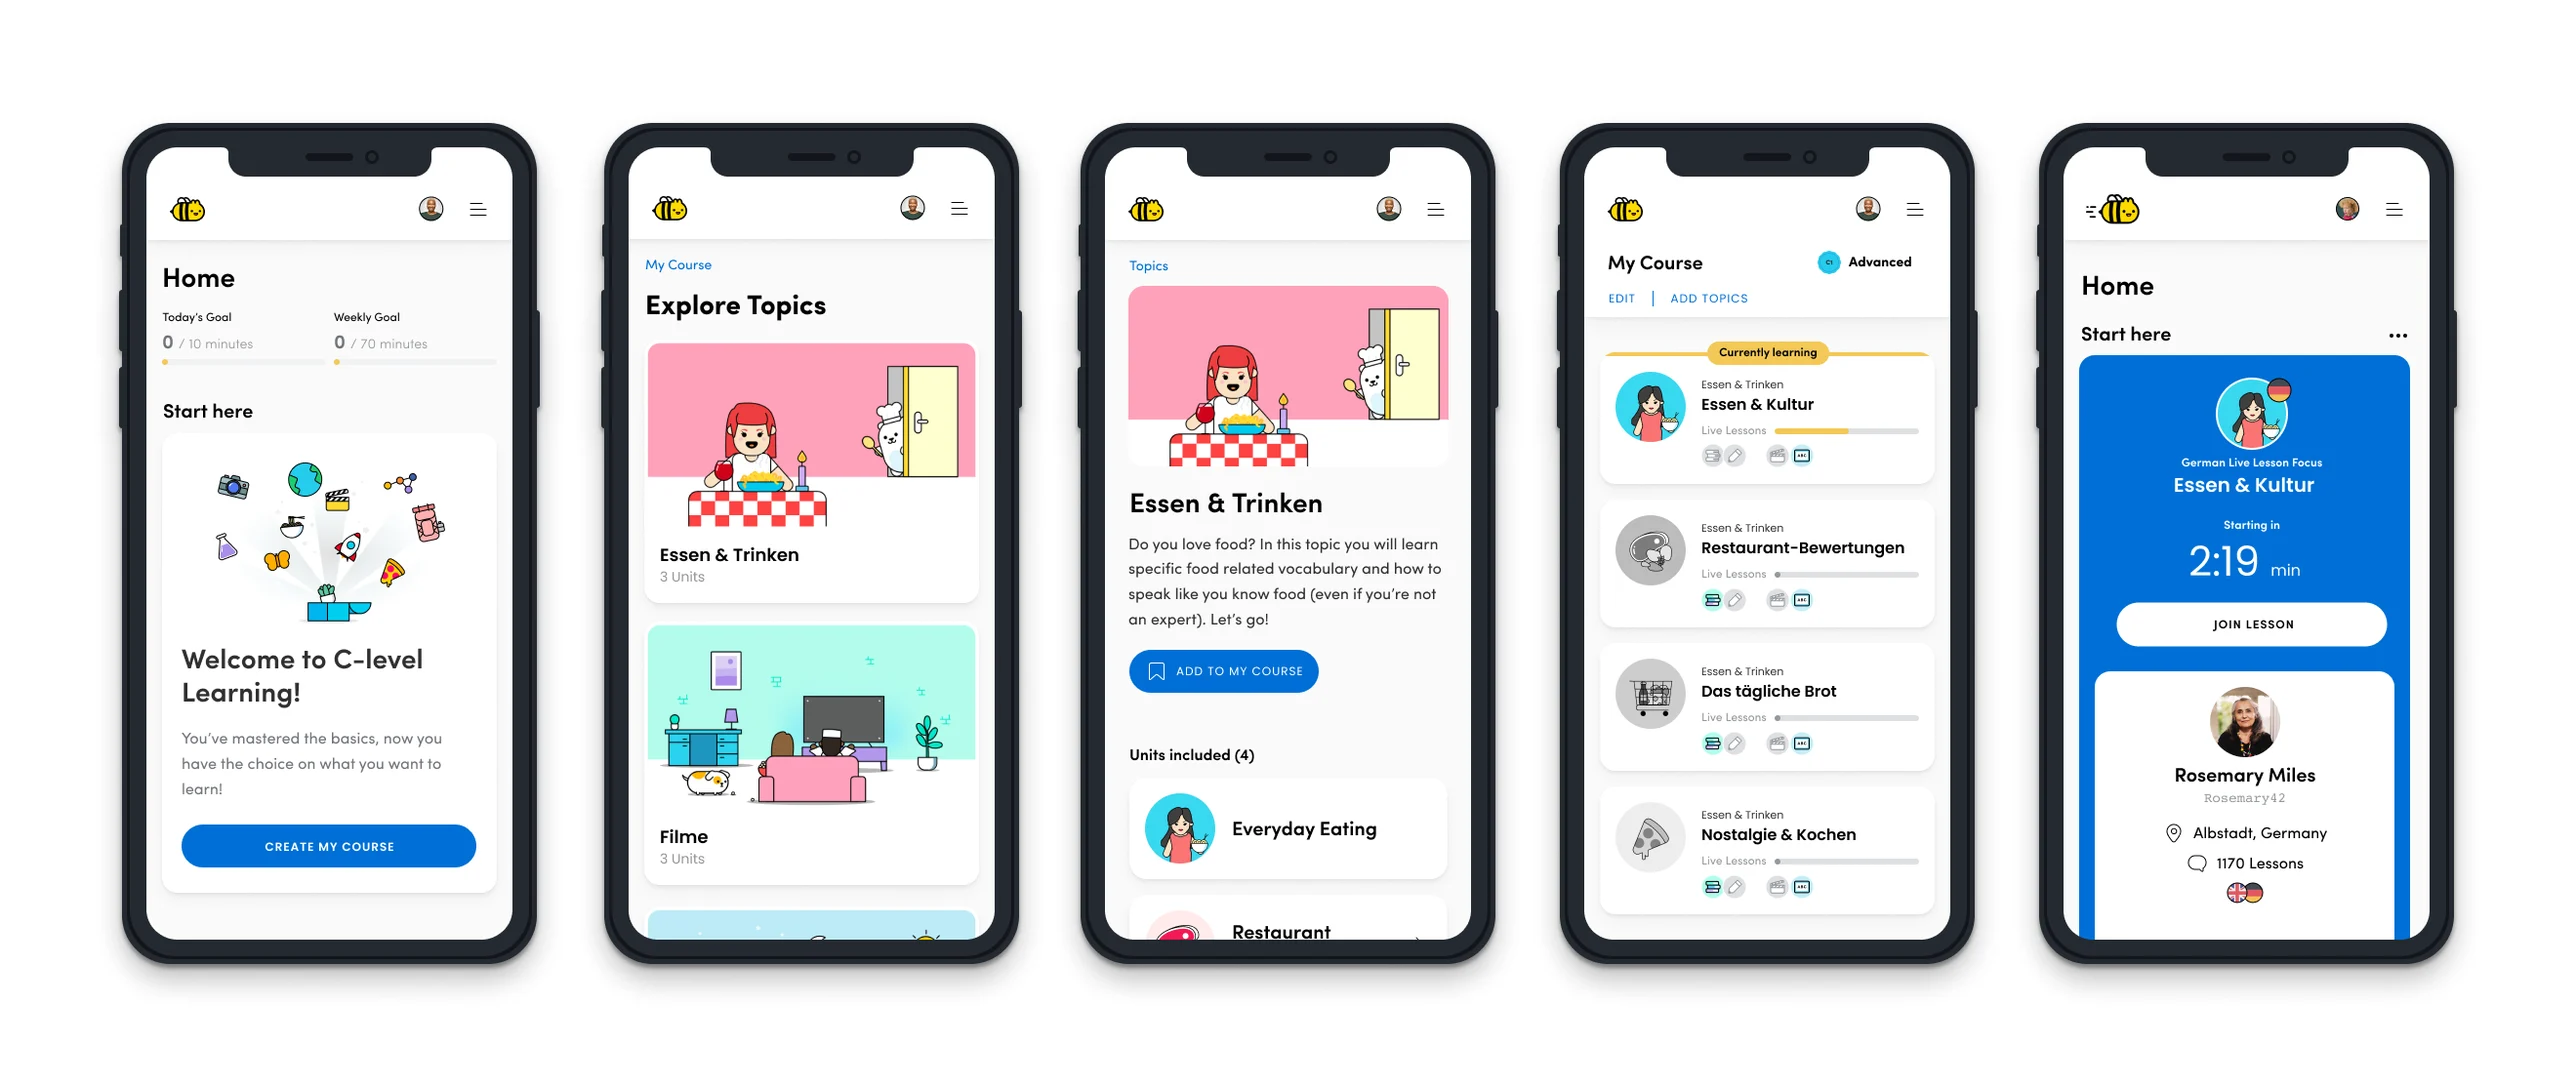 Home
Today's Goal
0 / 10 minutes
Weekly Goal
0 / 70 minutes
Start here
Welcome to C-level
Learning!
You've mastered the basics, now you
have the choice on what you want to
learn!
CREATE MY COURSE
My Course
Explore Topics
Essen & Trinken
3 Units
Filme
3 Units
Topics
Essen & Trinken
Do you love food? In this topic you will learn
specific food related vocabulary and how to
speak like you know food (even if you're not
an expert). Let's go!
ADD TO MY COURSE
Units included (4)
Everyday Eating
Restaurant
My Course
C1 Advanced
EDIT | ADD TOPICS
Currently learning
Essen & Trinken
Essen & Kultur
Live Lessons
ABC
Essen & Trinken
Restaurant-Bewertungen
Live Lessons
ABC
Essen & Trinken
Das tägliche Brot
Live Lessons
ABC
Essen & Trinken
Nostalgie & Kochen
Live Lessons
ABC
Home
Start here
German Live Lesson Focus
Essen & Kultur
Starting in
2:19 min
JOIN LESSON
Rosemary Miles
Rosemary42
Albstadt, Germany
1170 Lessons